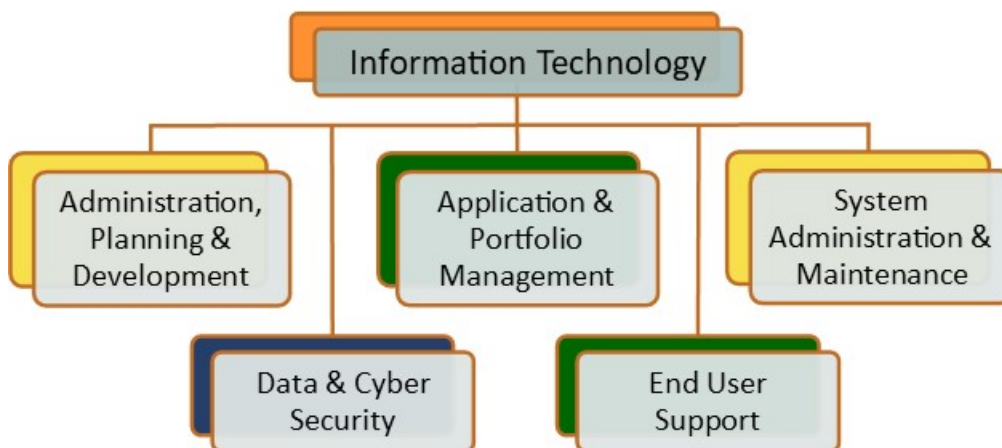 Information Technology
Administration,
Planning &
Development
Application &
Portfolio
Management
System
Administration &
Maintenance
Data & Cyber
Security
End User
Support